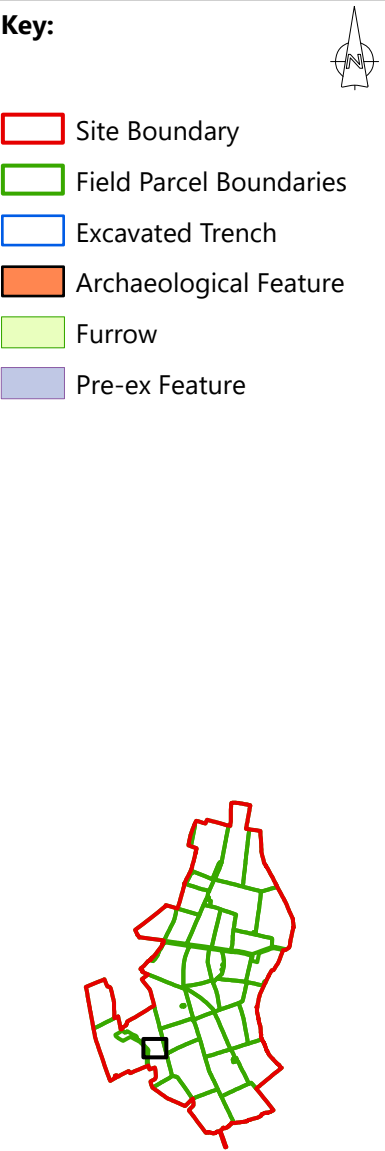 Key:
N
Site Boundary
Field Parcel Boundaries
Excavated Trench
Archaeological Feature
Furrow
Pre-ex Feature